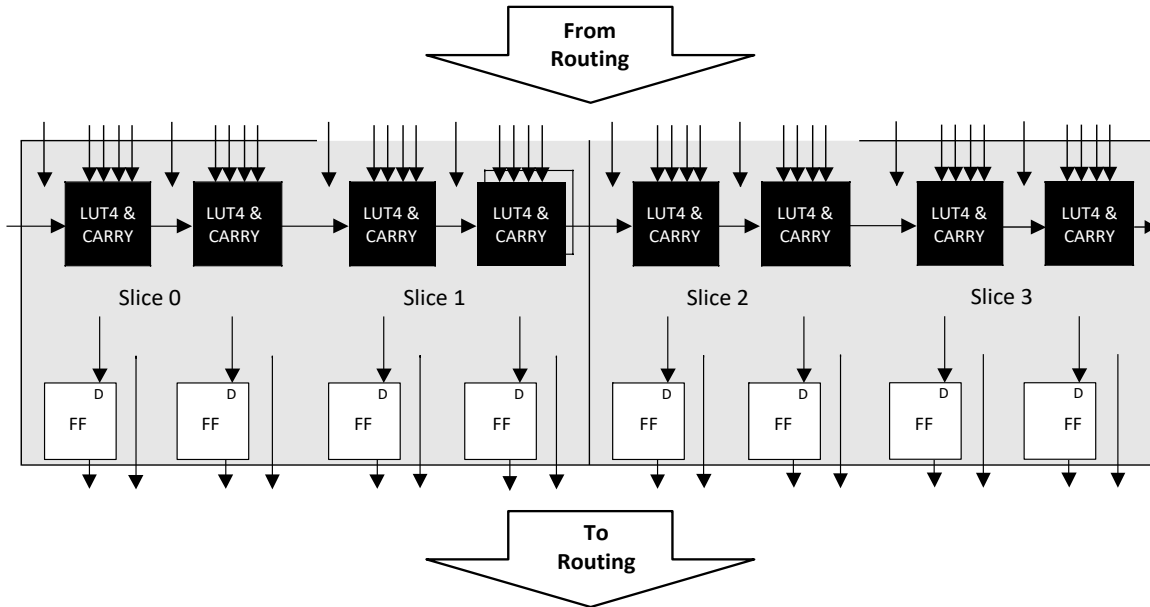 From
Routing
LUT4 &
CARRY
LUT4 &
CARRY
LUT4 &
CARRY
LUT4 &
CARRY
LUT4 &
CARRY
LUT4 &
CARRY
LUT4 &
CARRY
LUT4 &
CARRY
Slice 0
Slice 1
Slice 2
Slice 3
D
FF
D
FF
D
FF
D
FF
D
FF
D
FF
D
FF
D
FF
To
Routing